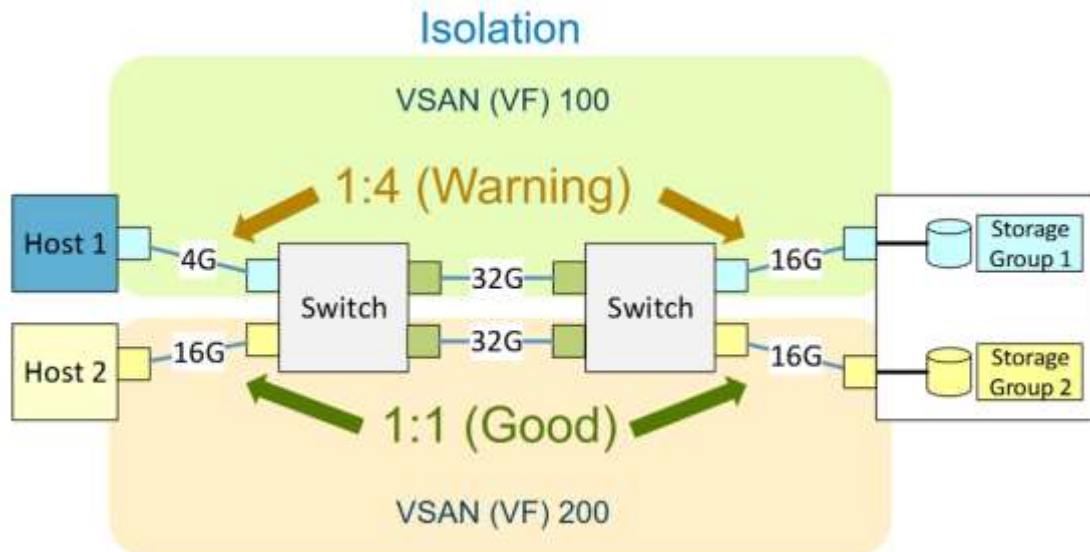 Isolation
VSAN (VF) 100
1:4 (Warning)
Host 1
4G
Switch
32G
Switch
16G
Storage
Group 1
Host 2
16G
32G
16G
Storage
Group 2
1:1 (Good)
VSAN (VF) 200